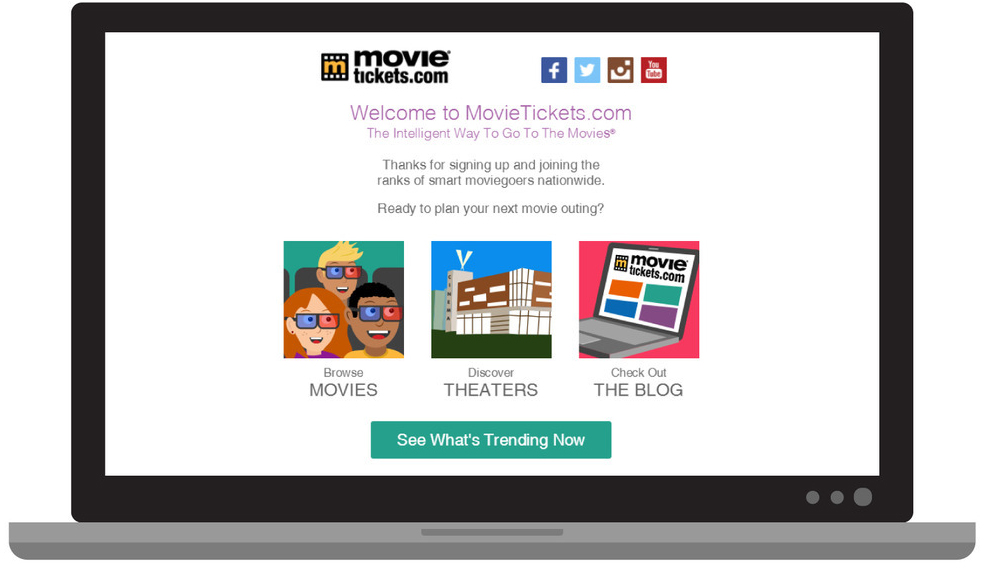 movie®
m tickets.com
f
You
Tube
Welcome to MovieTickets.com
The Intelligent Way To Go To The Movies®
Thanks for signing up and joining the
ranks of smart moviegoers nationwide.
Ready to plan your next movie outing?
CINEMA
m movie®
tickets.com
Browse
MOVIES
Discover
THEATERS
Check Out
THE BLOG
See What's Trending Now